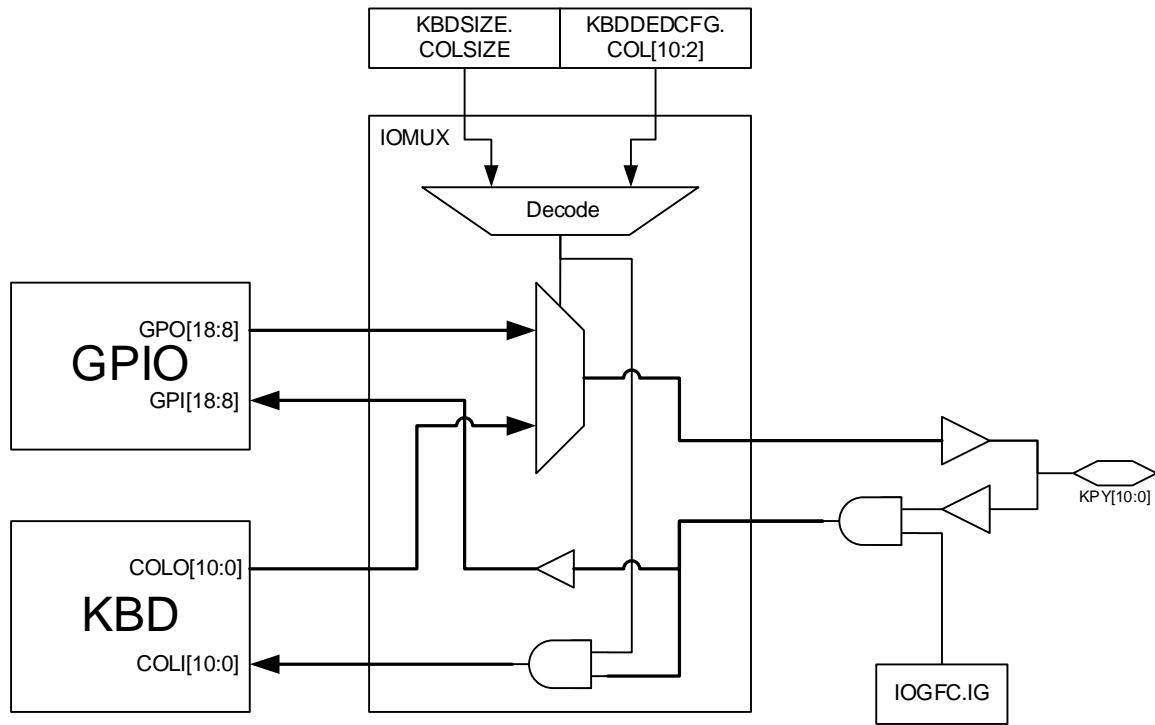 KBDSIZE.
COLSIZE
KBDDEDCFG.
COL[10:2]
IOMUX
Decode
GPO[18:8]
GPIO
GPI[18:8]
KPY[10:0]
COLO[10:0]
KBD
COLI[10:0]
IOGFC.IG